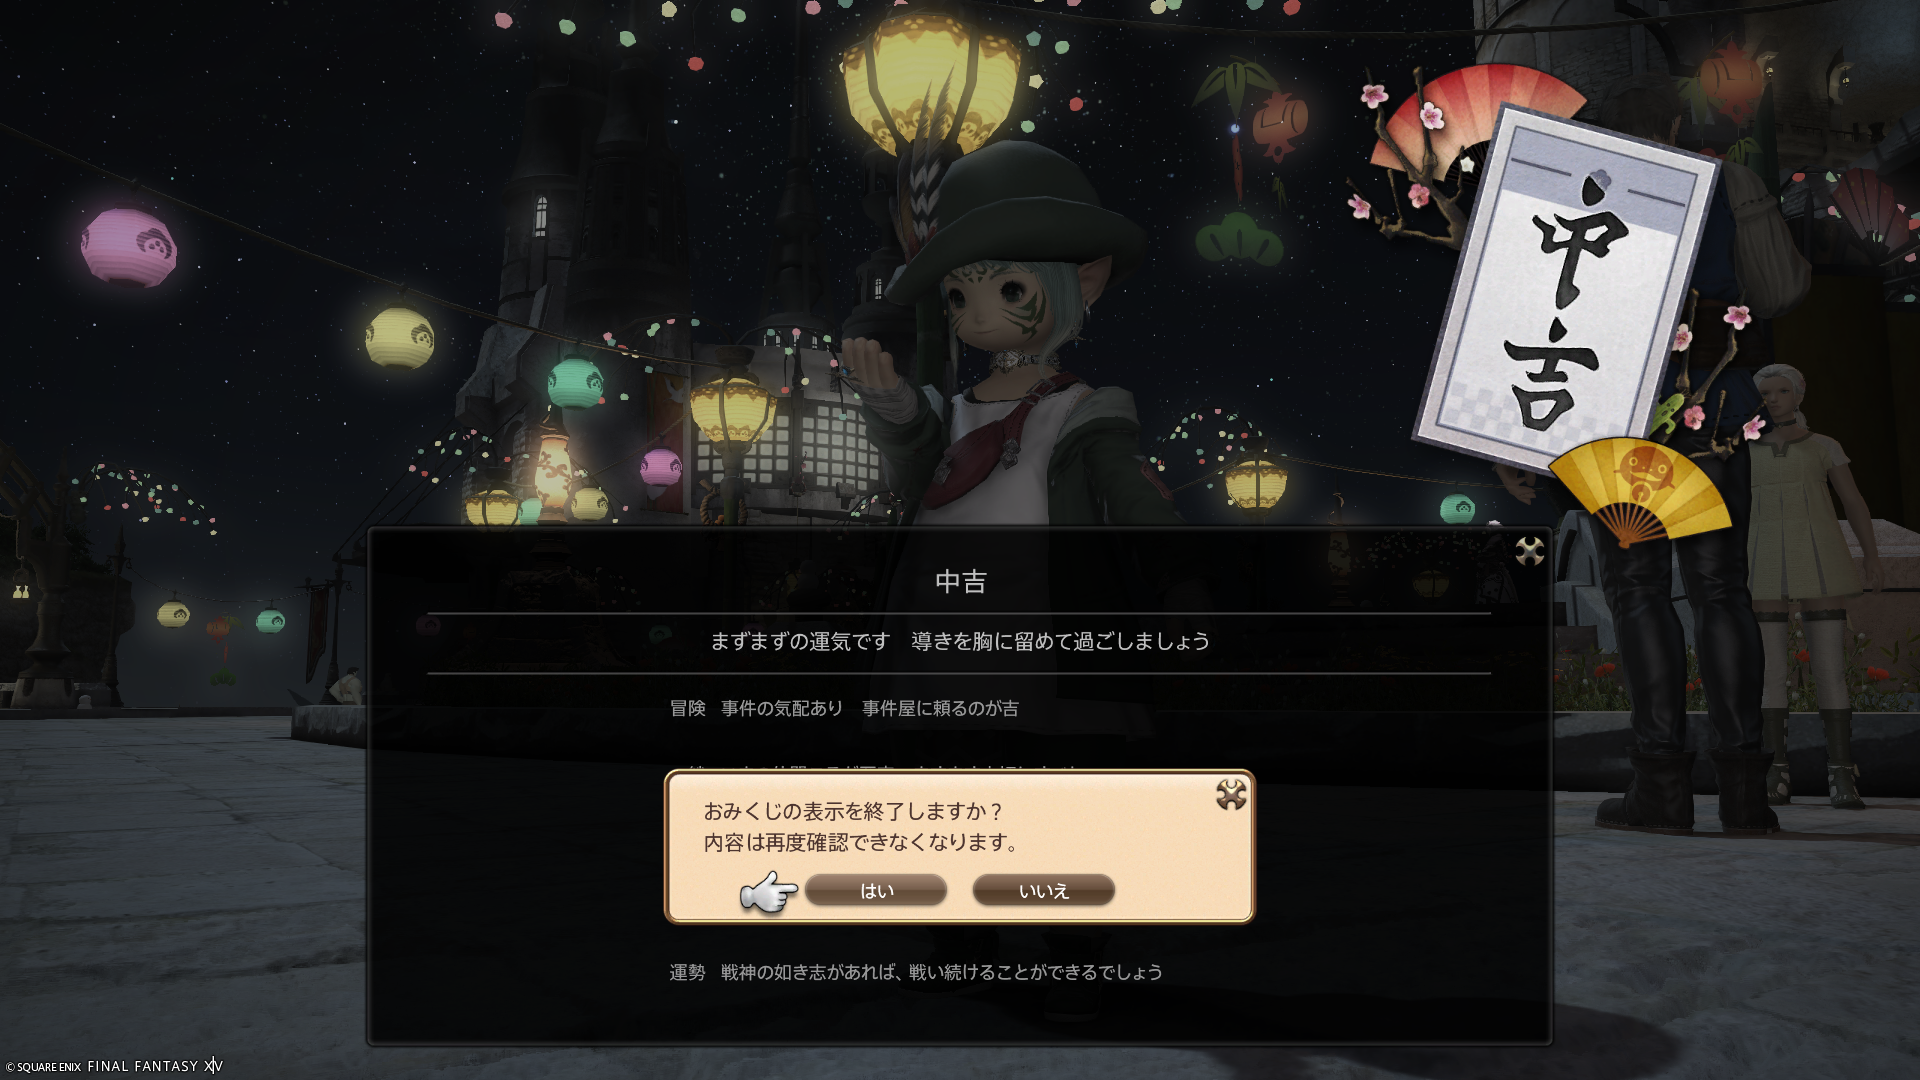 中吉
中吉
まずまずの運気です　導きを胸に留めて過ごしましょう
冒険　事件の気配あり　事件屋に頼るのが吉
おみくじの表示を終了しますか？
内容は再度確認できなくなります。
はい　いいえ
運勢　戦神の如き志があれば、戦い続けることができるでしょう
© SQUARE ENIX FINAL FANTASY XIV